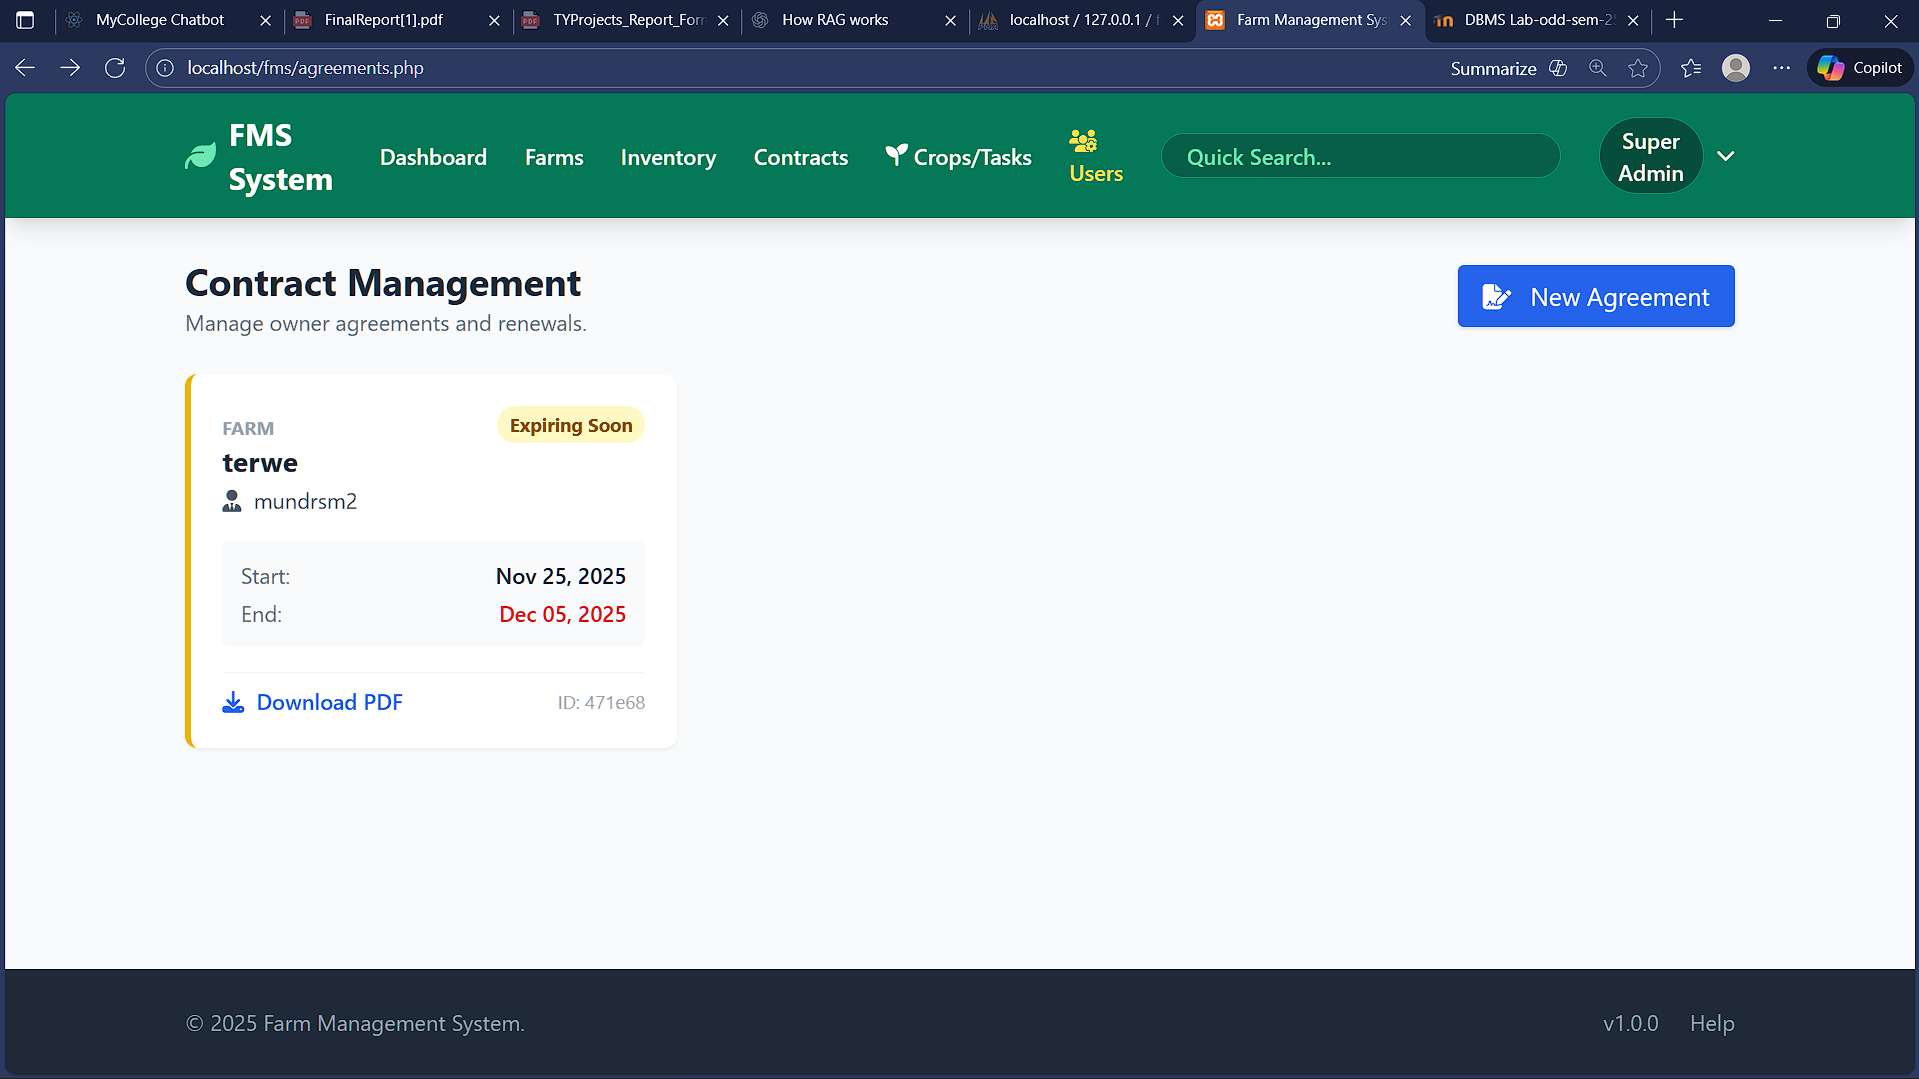 MyCollege Chatbot
FinalReport[1].pdf
TYProjects_Report_For
How RAG works
localhost / 127.0.0.1 / f
Farm Management Sys
DBMS Lab-odd-sem-2
localhost/fms/agreements.php
Summarize
Copilot
FMS
System
Dashboard
Farms
Inventory
Contracts
Crops/Tasks
Users
Quick Search...
Super
Admin
Contract Management
Manage owner agreements and renewals.
New Agreement
FARM
Expiring Soon
terwe
mundrsm2
Start: Nov 25, 2025
End: Dec 05, 2025
Download PDF
ID: 471e68
© 2025 Farm Management System.
v1.0.0 Help